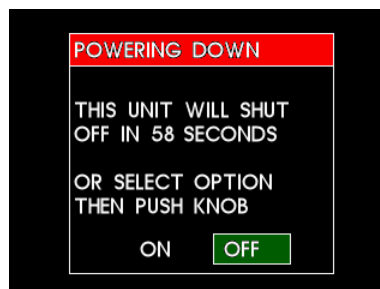 POWERING DOWN
THIS UNIT WILL SHUT
OFF IN 58 SECONDS
OR SELECT OPTION
THEN PUSH KNOB
ON OFF